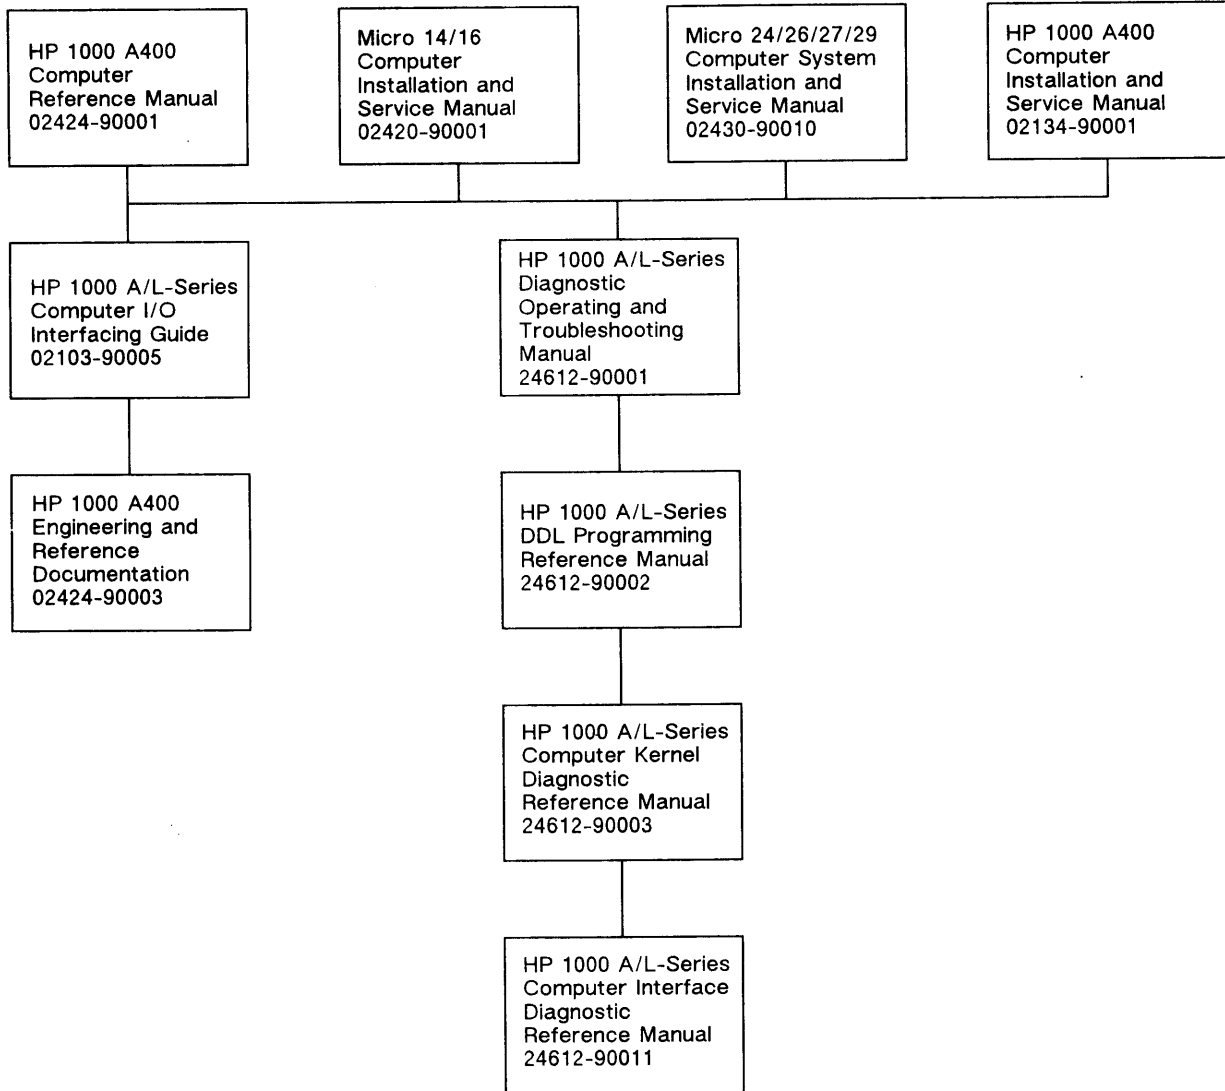 HP 1000 A400
Computer
Reference Manual
02424-90001
Micro 14/16
Computer
Installation and
Service Manual
02420-90001
Micro 24/26/27/29
Computer System
Installation and
Service Manual
02430-90010
HP 1000 A400
Computer
Installation and
Service Manual
02134-90001
HP 1000 A/L-Series
Computer I/O
Interfacing Guide
02103-90005
HP 1000 A/L-Series
Diagnostic
Operating and
Troubleshooting
Manual
24612-90001
HP 1000 A400
Engineering and
Reference
Documentation
02424-90003
HP 1000 A/L-Series
DDL Programming
Reference Manual
24612-90002
HP 1000 A/L-Series
Computer Kernel
Diagnostic
Reference Manual
24612-90003
HP 1000 A/L-Series
Computer Interface
Diagnostic
Reference Manual
24612-90011